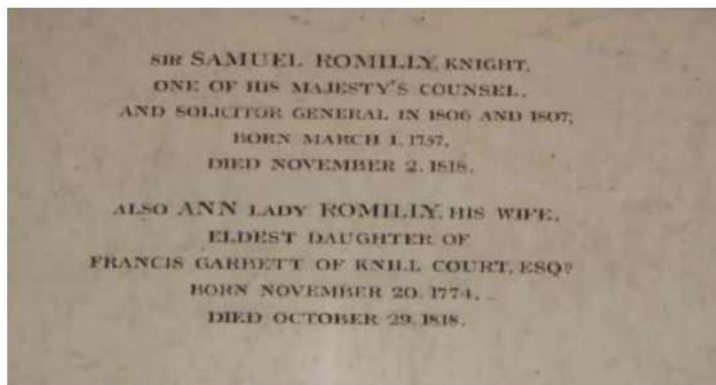 SIR SAMUEL ROMILLY, KNIGHT,
ONE OF HIS MAJESTY'S COUNSEL,
AND SOLICITOR GENERAL IN 1806 AND 1807,
BORN MARCH 1, 1757,
DIED NOVEMBER 2, 1818.
ALSO ANN LADY ROMILLY, HIS WIFE,
ELDEST DAUGHTER OF
FRANCIS GARBETT OF KNILL COURT, ESQR
BORN NOVEMBER 20, 1774,
DIED OCTOBER 29, 1818.